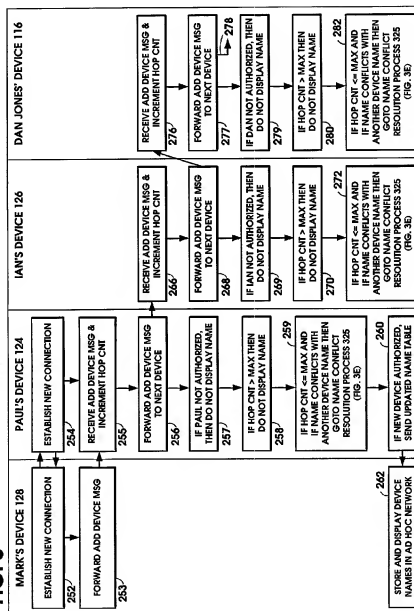 MARK'S DEVICE 128
ESTABLISH NEW CONNECTION
252
FORWARD ADD DEVICE MSG
253
STORE AND DISPLAY DEVICE
NAMES IN AD HOC NETWORK
262
PAUL'S DEVICE 124
ESTABLISH NEW CONNECTION
254
RECEIVE ADD DEVICE MSG &
INCREMENT HOP CNT
255
FORWARD ADD DEVICE MSG
TO NEXT DEVICE
256
IF PAUL NOT AUTHORIZED,
THEN DO NOT DISPLAY NAME
257
IF HOP CNT > MAX THEN
DO NOT DISPLAY NAME
258
259
IF HOP CNT <= MAX AND
IF NAME CONFLICTS WITH
ANOTHER DEVICE NAME THEN
GOTO NAME CONFLICT
RESOLUTION PROCESS 325
(FIG. 3E)
260
IF NEW DEVICE AUTHORIZED,
SEND UPDATED NAME TABLE
IAN'S DEVICE 126
RECEIVE ADD DEVICE MSG &
INCREMENT HOP CNT
266
FORWARD ADD DEVICE MSG
TO NEXT DEVICE
268
IF IAN NOT AUTHORIZED, THEN
DO NOT DISPLAY NAME
269
IF HOP CNT > MAX THEN
DO NOT DISPLAY NAME
270
272
IF HOP CNT <= MAX AND
IF NAME CONFLICTS WITH
ANOTHER DEVICE NAME THEN
GOTO NAME CONFLICT
RESOLUTION PROCESS 325
(FIG. 3E)
DAN JONES' DEVICE 116
RECEIVE ADD DEVICE MSG &
INCREMENT HOP CNT
276
FORWARD ADD DEVICE MSG
TO NEXT DEVICE
277
278
IF DAN NOT AUTHORIZED, THEN
DO NOT DISPLAY NAME
279
IF HOP CNT > MAX THEN
DO NOT DISPLAY NAME
280
282
IF HOP CNT <= MAX AND
IF NAME CONFLICTS WITH
ANOTHER DEVICE NAME THEN
GOTO NAME CONFLICT
RESOLUTION PROCESS 325
(FIG. 3E)